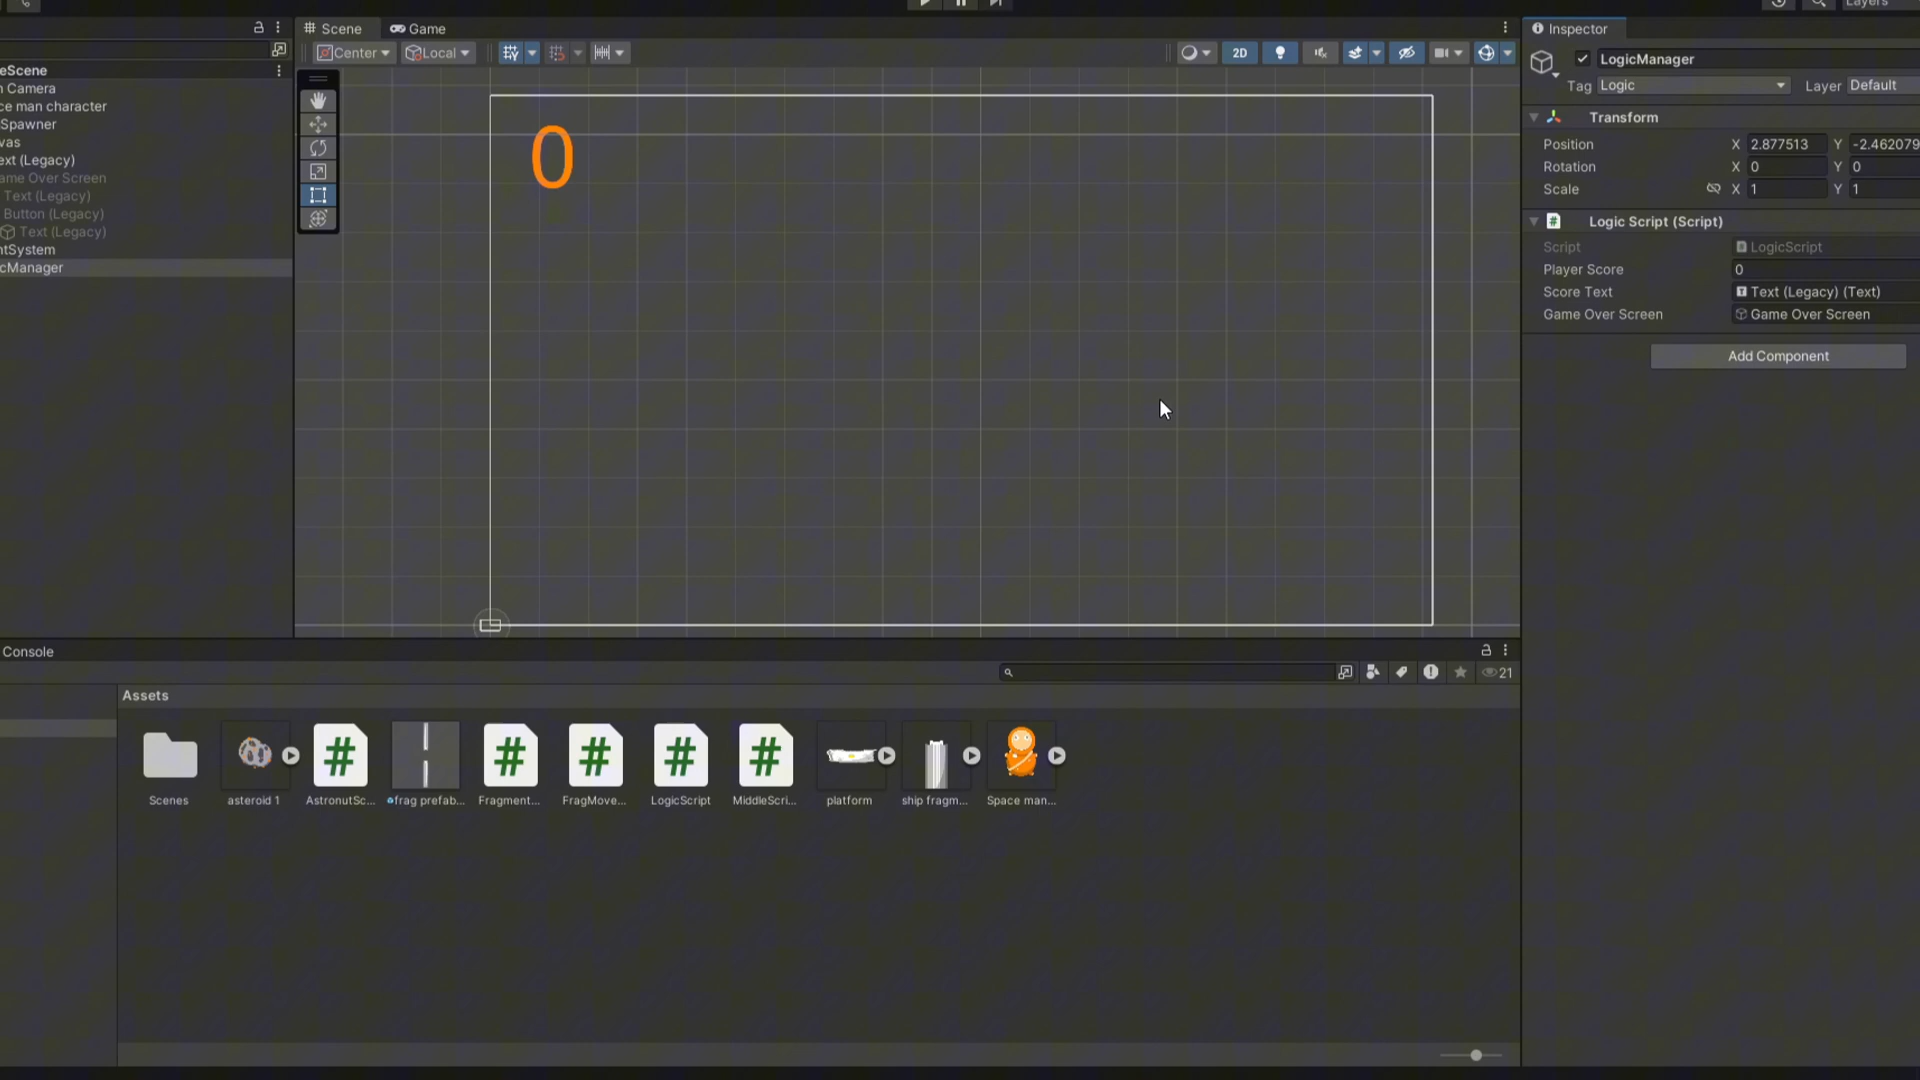 Layers
Scene
Game
Inspector
Center
Local
2D
LogicManager
Tag Logic
Layer Default
eScene
n Camera
ce man character
Spawner
vas
ext (Legacy)
ame Over Screen
Text (Legacy)
Button (Legacy)
Text (Legacy)
ntSystem
cManager
0
Transform
Position X 2.877513 Y -2.462079
Rotation X 0 Y 0
Scale X 1 Y 1
# Logic Script (Script)
Script LogicScript
Player Score 0
Score Text Text (Legacy) (Text)
Game Over Screen Game Over Screen
Add Component
Console
21
Assets
Scenes
asteroid 1
AstronutSc...
frag prefab...
Fragment...
FragMove...
LogicScript
MiddleScri...
platform
ship fragm...
Space man...